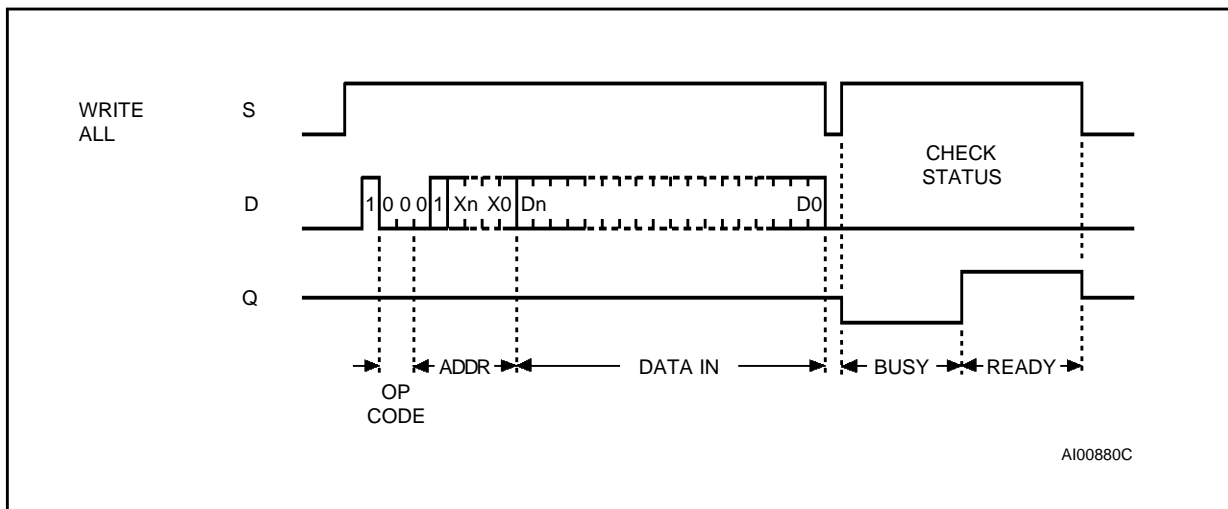 WRITE
ALL
S
CHECK
STATUS
D
1 0 0 0 1 Xn X0 Dn D0
Q
ADDR DATA IN BUSY READY
OP
CODE
AI00880C